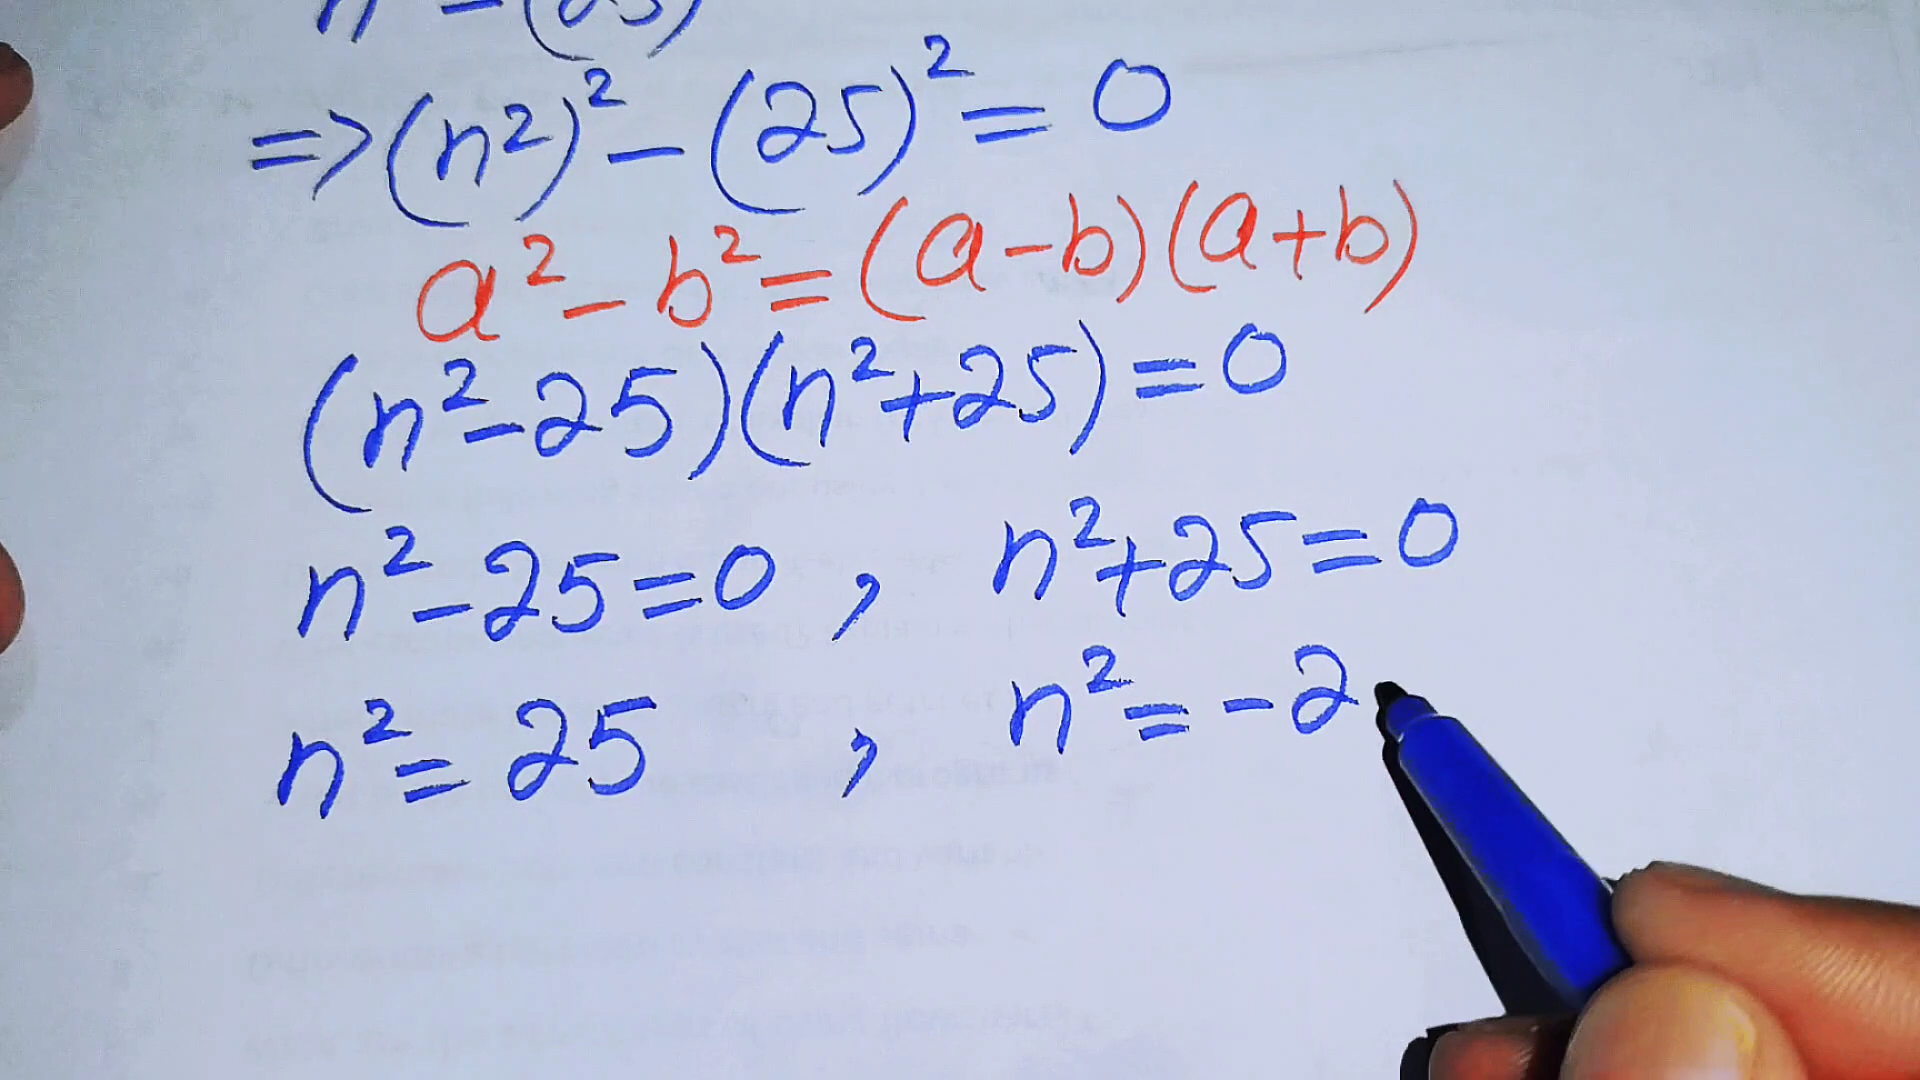 ⇒ (n²)² − (25)² = 0
a² − b² = (a−b)(a+b)
(n² − 25)(n² + 25) = 0
n² − 25 = 0 , n² + 25 = 0
n² = 25 , n² = −2